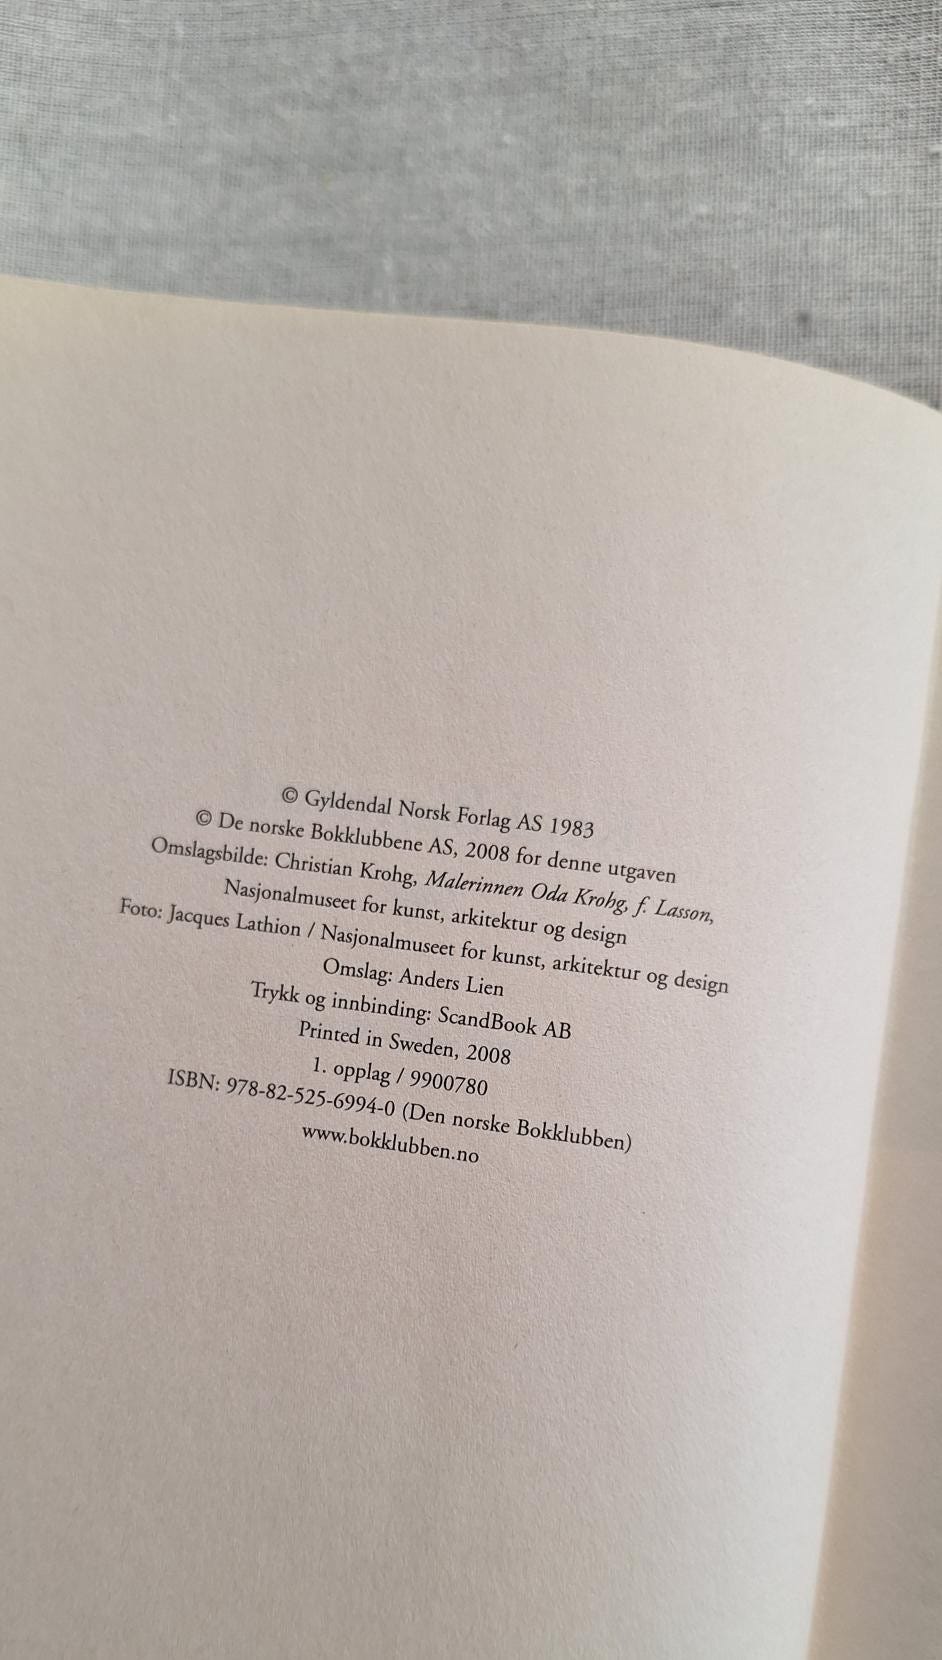 © Gyldendal Norsk Forlag AS 1983
© De norske Bokklubbene AS, 2008 for denne utgaven
Omslagsbilde: Christian Krohg, Malerinnen Oda Krohg, f. Lasson,
Nasjonalmuseet for kunst, arkitektur og design
Foto: Jacques Lathion / Nasjonalmuseet for kunst, arkitektur og design
Omslag: Anders Lien
Trykk og innbinding: ScandBook AB
Printed in Sweden, 2008
1. opplag / 9900780
ISBN: 978-82-525-6994-0 (Den norske Bokklubben)
www.bokklubben.no